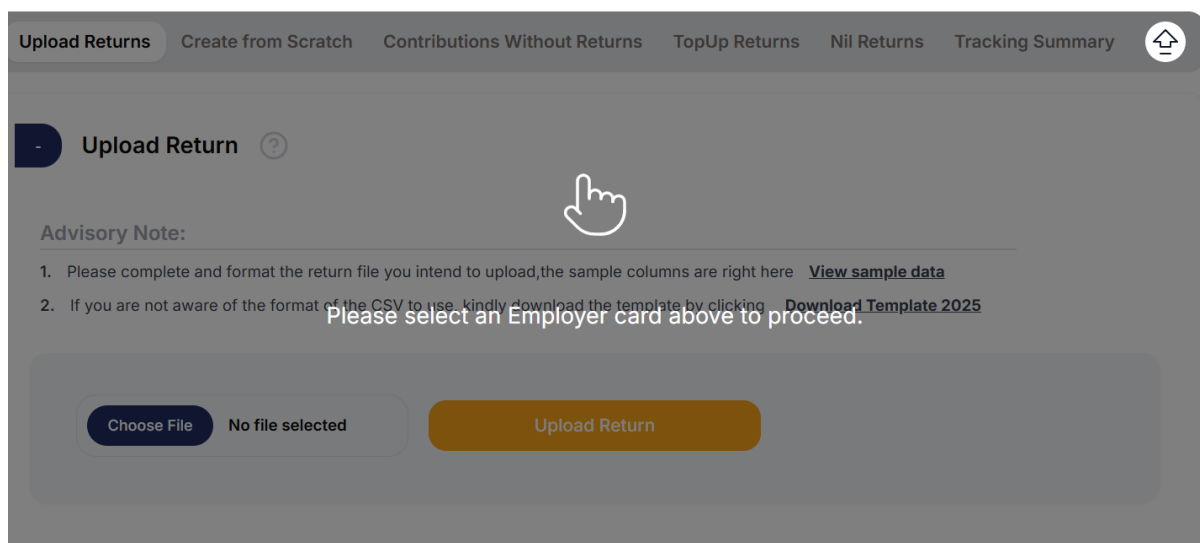 Upload Returns Create from Scratch Contributions Without Returns TopUp Returns Nil Returns Tracking Summary
- Upload Return ?
Advisory Note:
1. Please complete and format the return file you intend to upload,the sample columns are right here View sample data
2. If you are not aware of the format of the CSV to use, kindly download the template by clicking Download Template 2025
Please select an Employer card above to proceed.
Choose File No file selected Upload Return